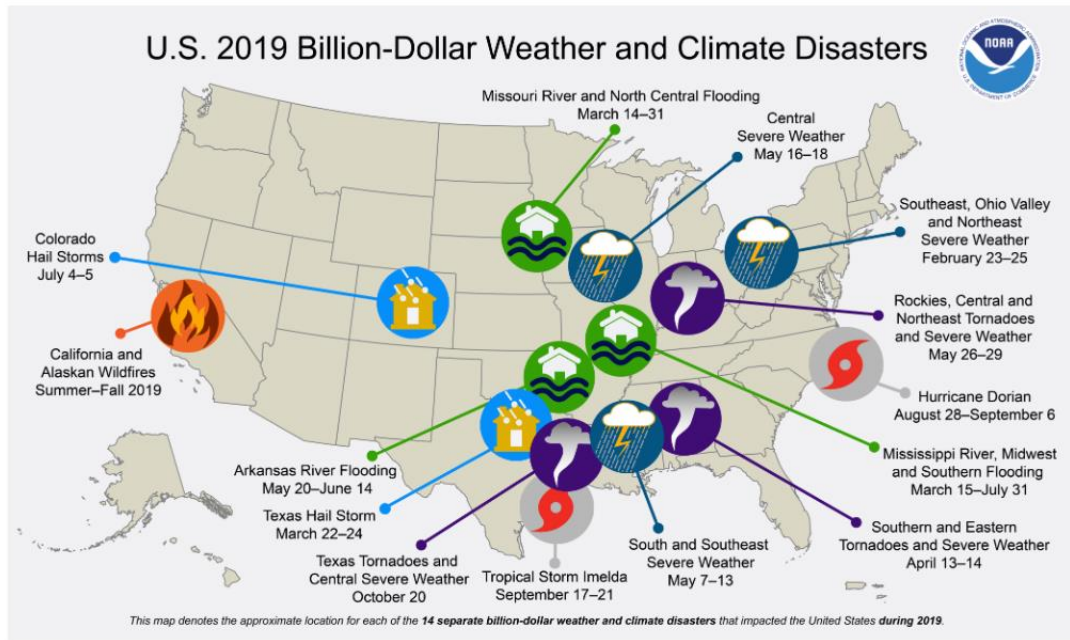 U.S. 2019 Billion-Dollar Weather and Climate Disasters
NOAA
Missouri River and North Central Flooding
March 14–31
Central
Severe Weather
May 16–18
Southeast, Ohio Valley
and Northeast
Severe Weather
February 23–25
Colorado
Hail Storms
July 4–5
Rockies, Central and
Northeast Tornadoes
and Severe Weather
May 26–29
California and
Alaskan Wildfires
Summer–Fall 2019
Hurricane Dorian
August 28–September 6
Arkansas River Flooding
May 20–June 14
Mississippi River, Midwest
and Southern Flooding
March 15–July 31
Texas Hail Storm
March 22–24
Southern and Eastern
Tornadoes and Severe Weather
April 13–14
Texas Tornadoes and
Central Severe Weather
October 20
Tropical Storm Imelda
September 17–21
South and Southeast
Severe Weather
May 7–13
This map denotes the approximate location for each of the 14 separate billion-dollar weather and climate disasters that impacted the United States during 2019.